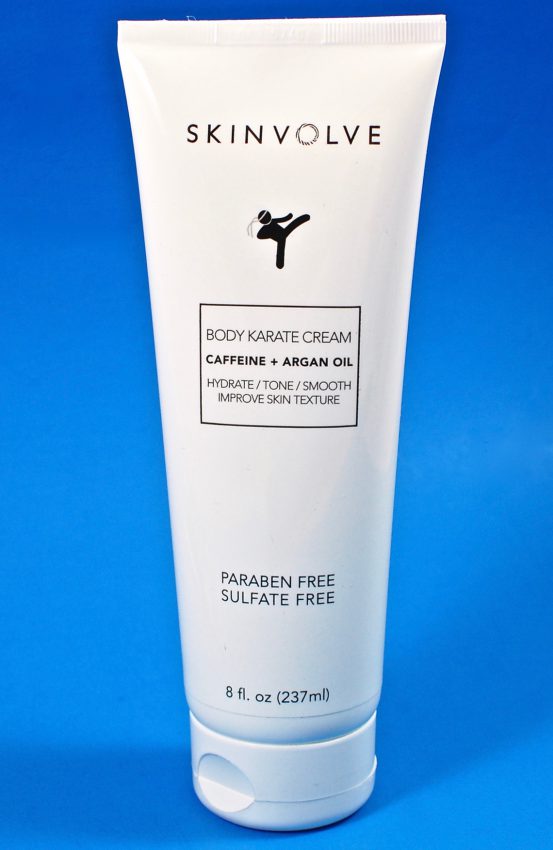 SKINVOLVE
BODY KARATE CREAM
CAFFEINE + ARGAN OIL
HYDRATE / TONE / SMOOTH
IMPROVE SKIN TEXTURE
PARABEN FREE
SULFATE FREE
8 fl. oz (237ml)